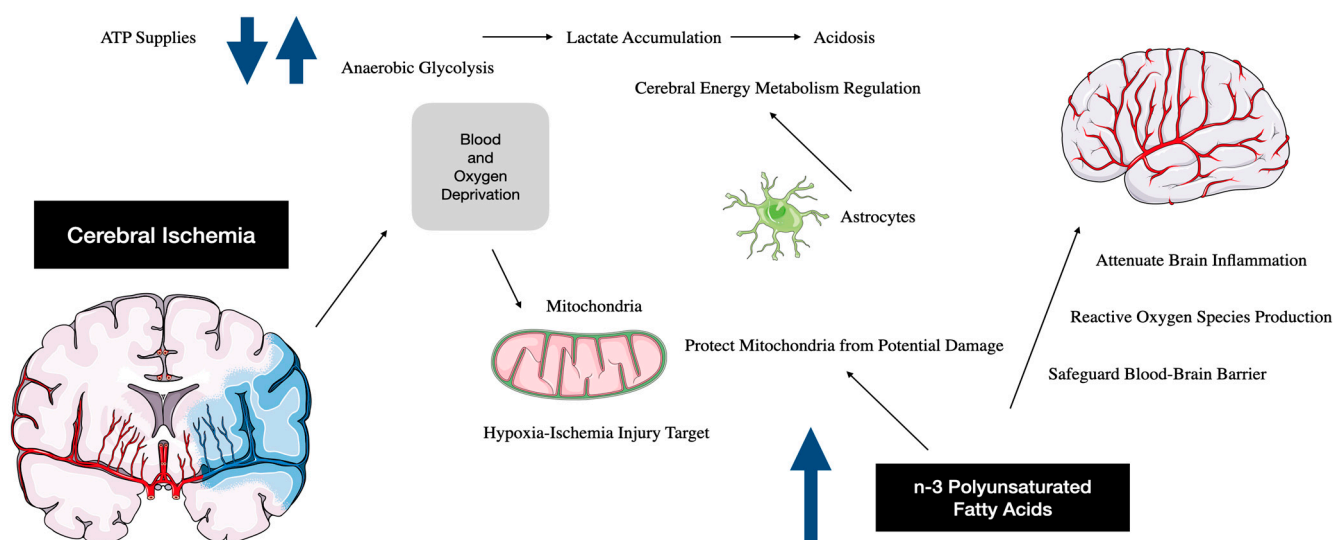 ATP Supplies
Anaerobic Glycolysis
Lactate Accumulation
Acidosis
Cerebral Energy Metabolism Regulation
Blood
and
Oxygen
Deprivation
Astrocytes
Cerebral Ischemia
Attenuate Brain Inflammation
Reactive Oxygen Species Production
Safeguard Blood-Brain Barrier
Mitochondria
Protect Mitochondria from Potential Damage
Hypoxia-Ischemia Injury Target
n-3 Polyunsaturated
Fatty Acids